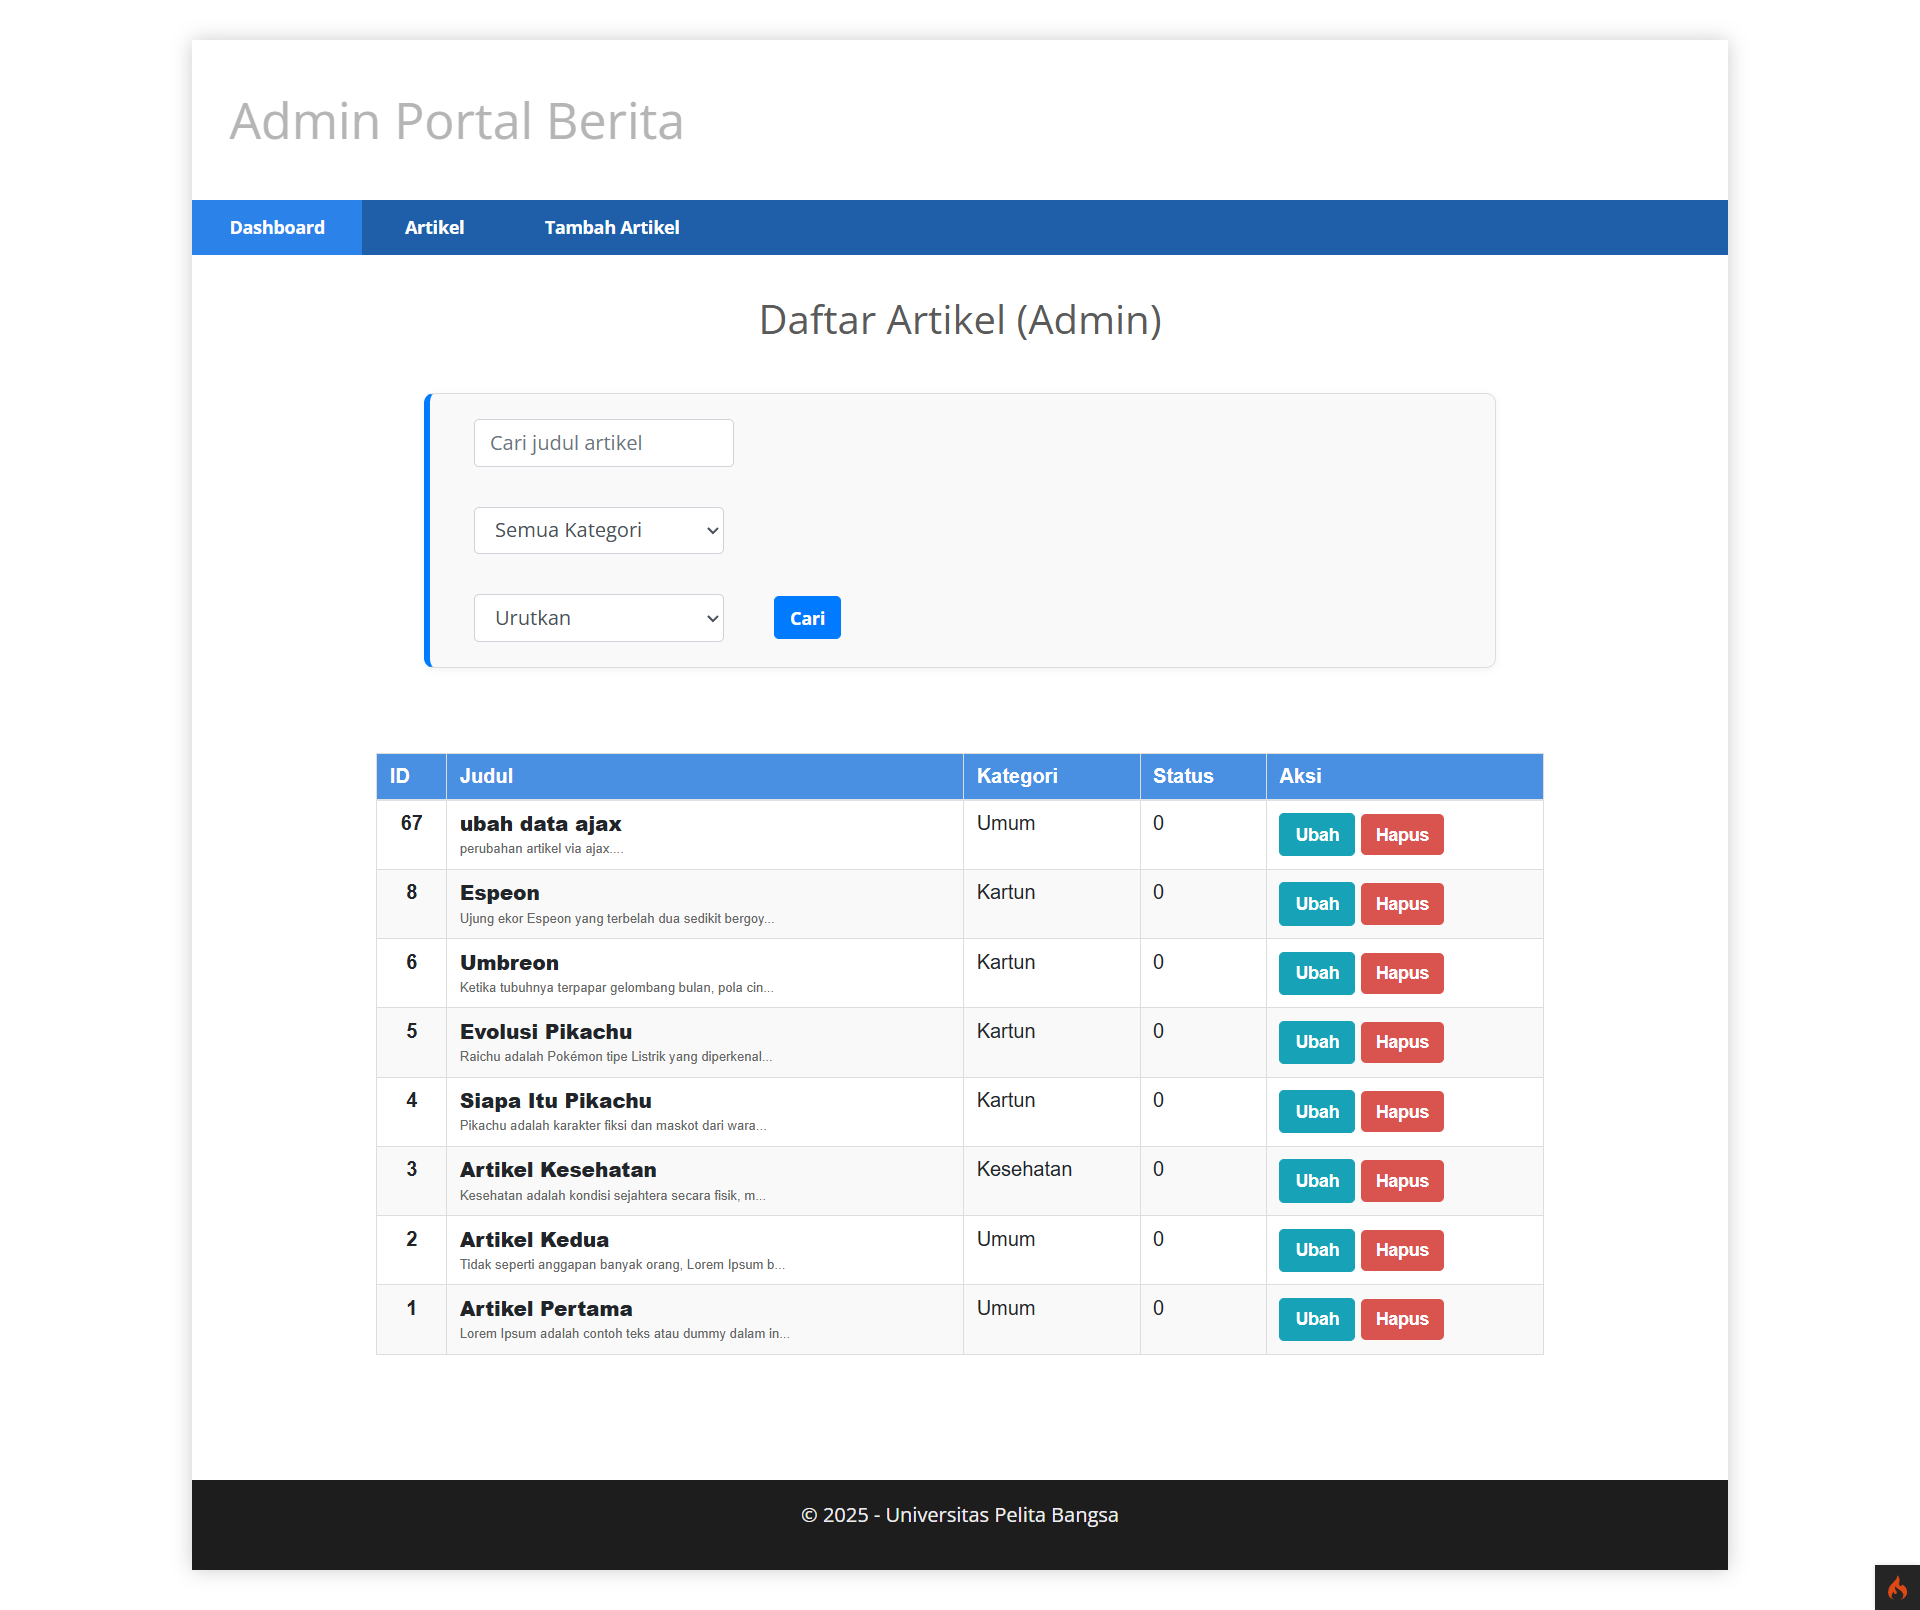 Admin Portal Berita
Dashboard Artikel Tambah Artikel
Daftar Artikel (Admin)
Cari judul artikel
Semua Kategori
Urutkan Cari
ID Judul Kategori Status Aksi
67 ubah data ajax Umum 0 Ubah Hapus
perubahan artikel via ajax....
8 Espeon Kartun 0 Ubah Hapus
Ujung ekor Espeon yang terbelah dua sedikit bergoy...
6 Umbreon Kartun 0 Ubah Hapus
Ketika tubuhnya terpapar gelombang bulan, pola cin...
5 Evolusi Pikachu Kartun 0 Ubah Hapus
Raichu adalah Pokémon tipe Listrik yang diperkenal...
4 Siapa Itu Pikachu Kartun 0 Ubah Hapus
Pikachu adalah karakter fiksi dan maskot dari wara...
3 Artikel Kesehatan Kesehatan 0 Ubah Hapus
Kesehatan adalah kondisi sejahtera secara fisik, m...
2 Artikel Kedua Umum 0 Ubah Hapus
Tidak seperti anggapan banyak orang, Lorem Ipsum b...
1 Artikel Pertama Umum 0 Ubah Hapus
Lorem Ipsum adalah contoh teks atau dummy dalam in...
© 2025 - Universitas Pelita Bangsa